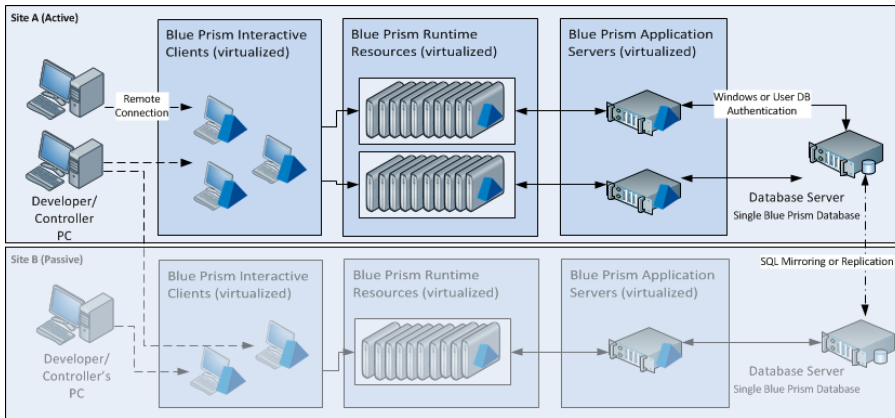 Site A (Active)
Blue Prism Interactive
Clients (virtualized)
Blue Prism Runtime
Resources (virtualized)
Blue Prism Application
Servers (virtualized)
Remote
Connection
Windows or User DB
Authentication
Developer/
Controller
PC
Database Server
Single Blue Prism Database
SQL Mirroring or Replication
Site B (Passive)
Blue Prism Interactive
Clients (virtualized)
Blue Prism Runtime
Resources (virtualized)
Blue Prism Application
Servers (virtualized)
Developer/
Controller's
PC
Database Server
Single Blue Prism Database